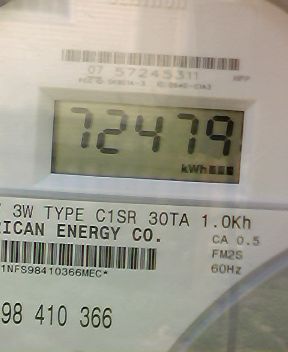 07 57245311
72479
kWh
3W TYPE C1SR 30TA 1.0Kh
RICAN ENERGY CO.
CA 0.5
FM2S
60Hz
1NFS98410366MEC*
98 410 366